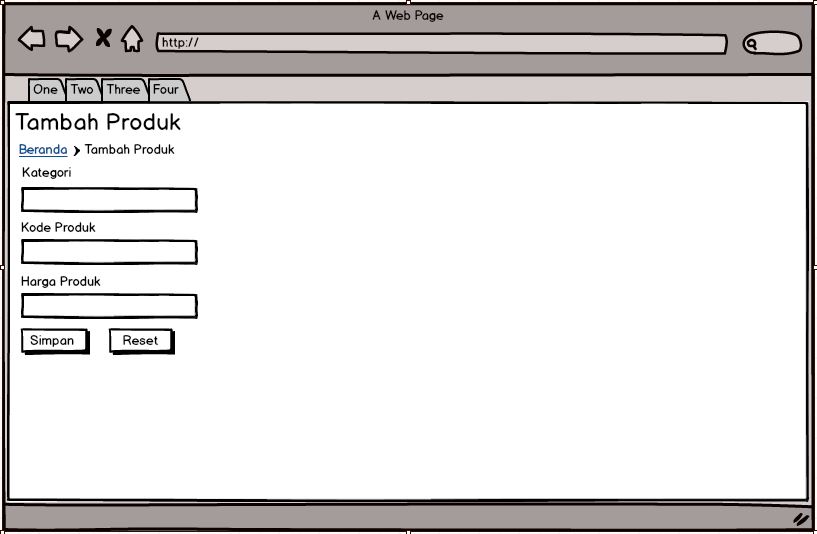 A Web Page
http://
One Two Three Four
Tambah Produk
Beranda Tambah Produk
Kategori
Kode Produk
Harga Produk
Simpan Reset